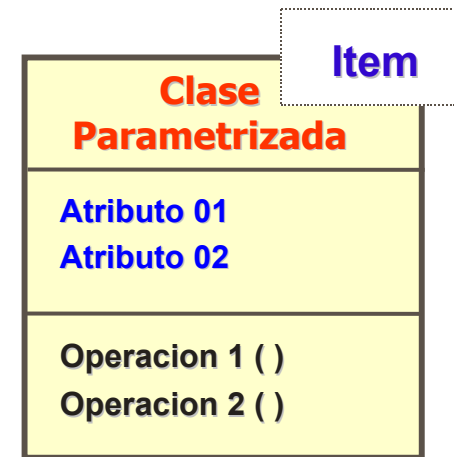 Item
Clase
Parametrizada
Atributo 01
Atributo 02
Operacion 1 ( )
Operacion 2 ( )